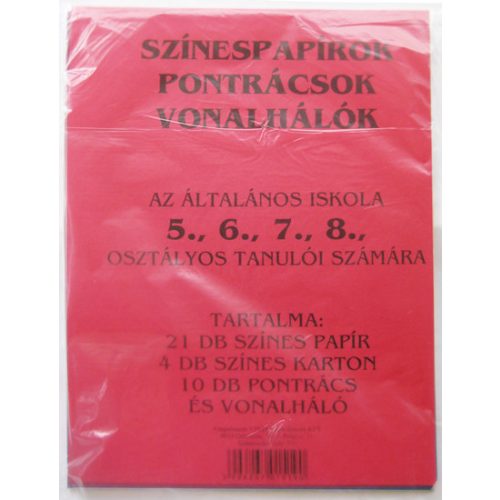 SZÍNESPAPÍROK
PONTRÁCSOK
VONALHÁLÓK
AZ ÁLTALÁNOS ISKOLA
5., 6., 7., 8.,
OSZTÁLYOS TANULÓI SZÁMÁRA
TARTALMA:
21 DB SZÍNES PAPÍR
4 DB SZÍNES KARTON
10 DB PONTRÁCS
ÉS VONALHÁLÓ